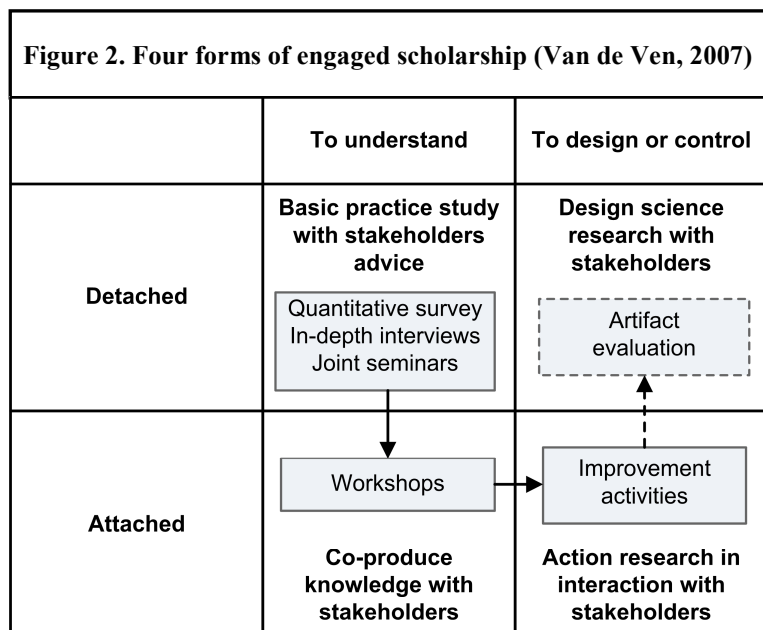 Figure 2. Four forms of engaged scholarship (Van de Ven, 2007)
To understand
To design or control
Detached
Basic practice study
with stakeholders
advice
Quantitative survey
In-depth interviews
Joint seminars
Design science
research with
stakeholders
Artifact
evaluation
Attached
Workshops
Co-produce
knowledge with
stakeholders
Improvement
activities
Action research in
interaction with
stakeholders